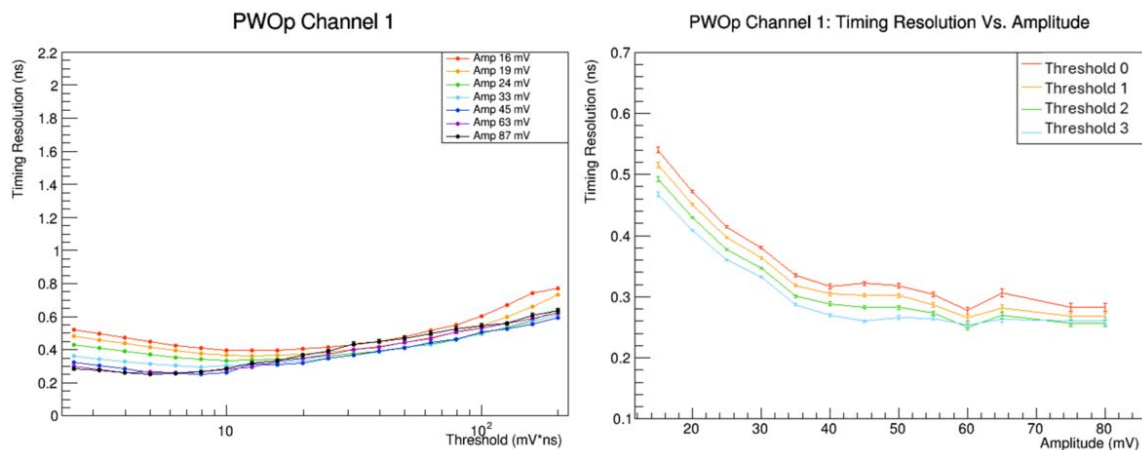 PWOp Channel 1
Timing Resolution (ns)
2.2
2
1.8
1.6
1.4
1.2
1
0.8
0.6
0.4
0.2
0
Amp 16 mV
Amp 19 mV
Amp 24 mV
Amp 33 mV
Amp 45 mV
Amp 63 mV
Amp 87 mV
10
10²
Threshold (mV*ns)
PWOp Channel 1: Timing Resolution Vs. Amplitude
Timing Resolution (ns)
0.7
0.6
0.5
0.4
0.3
0.2
0.1
Threshold 0
Threshold 1
Threshold 2
Threshold 3
20 30 40 50 60 70 80
Amplitude (mV)